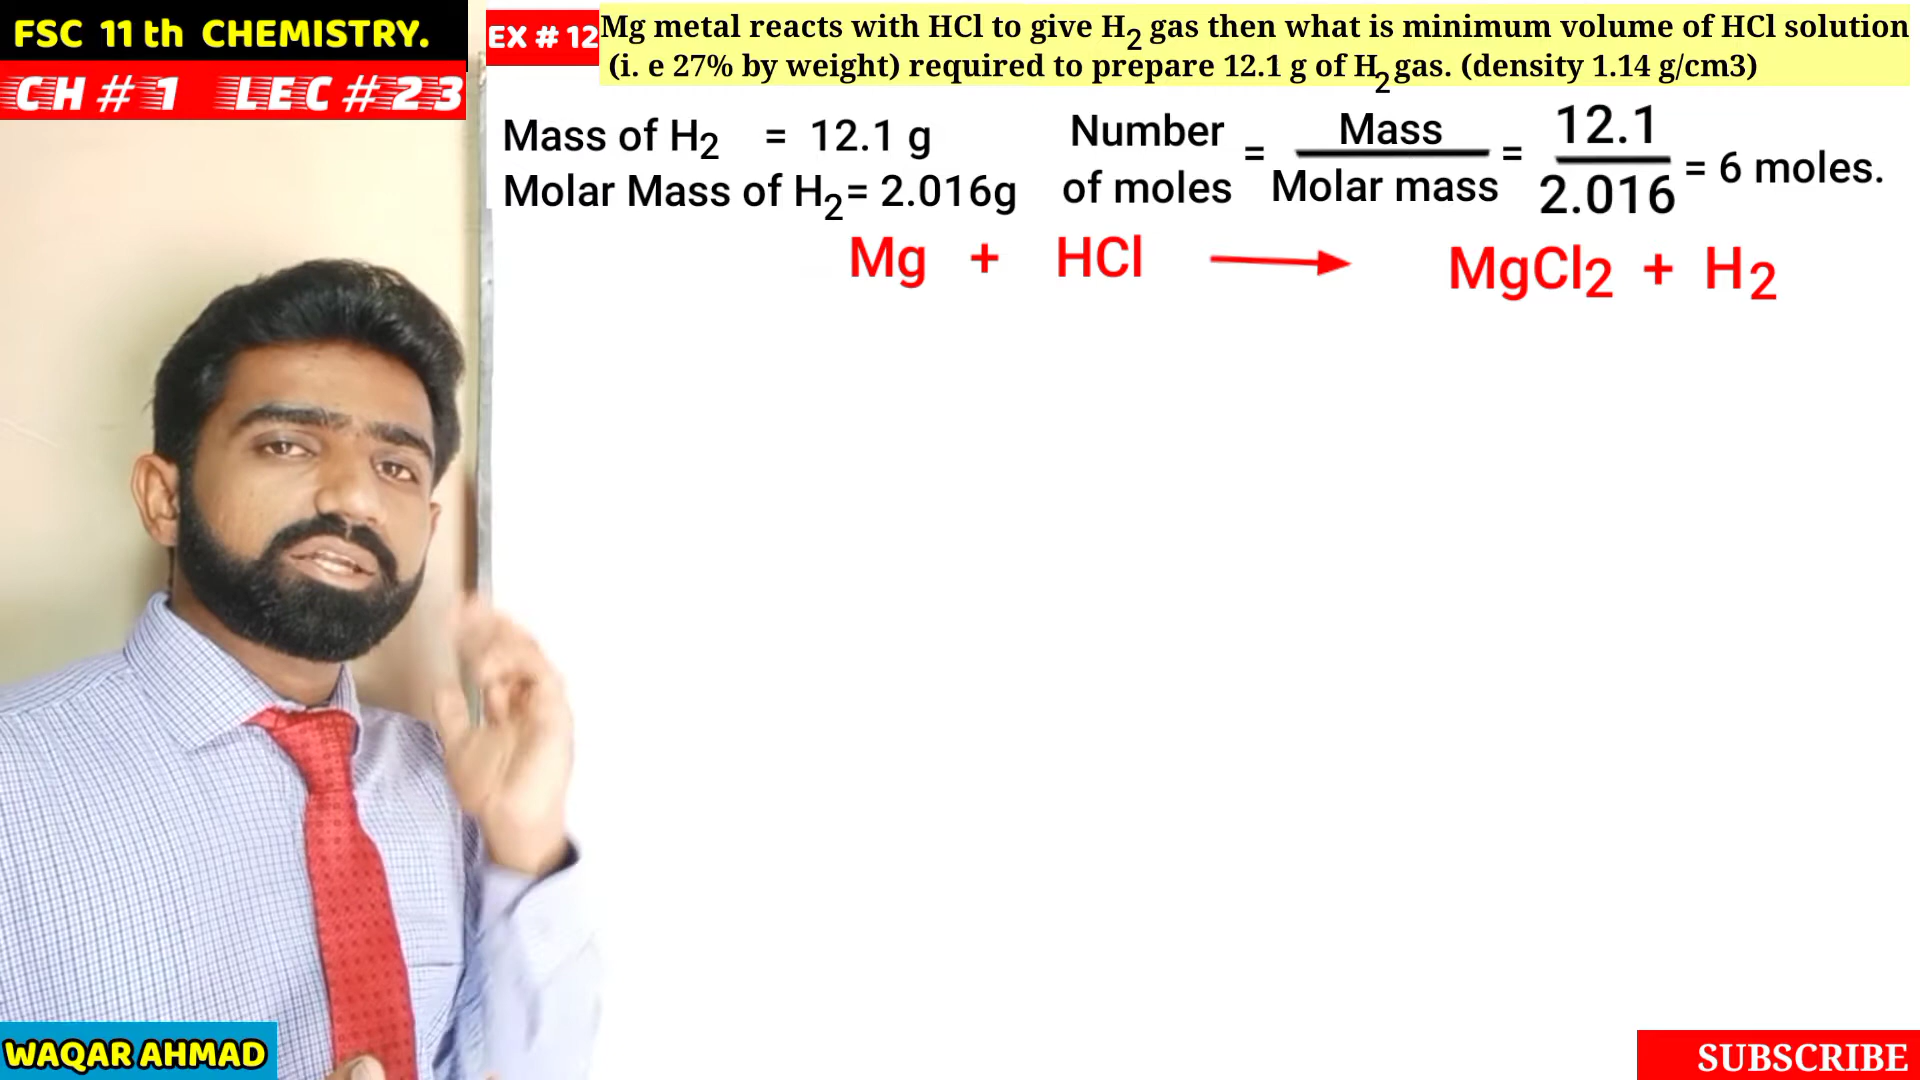 FSC 11 th CHEMISTRY.
CH # 1 LEC # 23
EX # 12
Mg metal reacts with HCl to give H2 gas then what is minimum volume of HCl solution
(i. e 27% by weight) required to prepare 12.1 g of H2 gas. (density 1.14 g/cm3)
Mass of H2 = 12.1 g
Molar Mass of H2= 2.016g
Number of moles = Mass / Molar mass = 12.1 / 2.016 = 6 moles.
Mg + HCl → MgCl2 + H2
WAQAR AHMAD
SUBSCRIBE